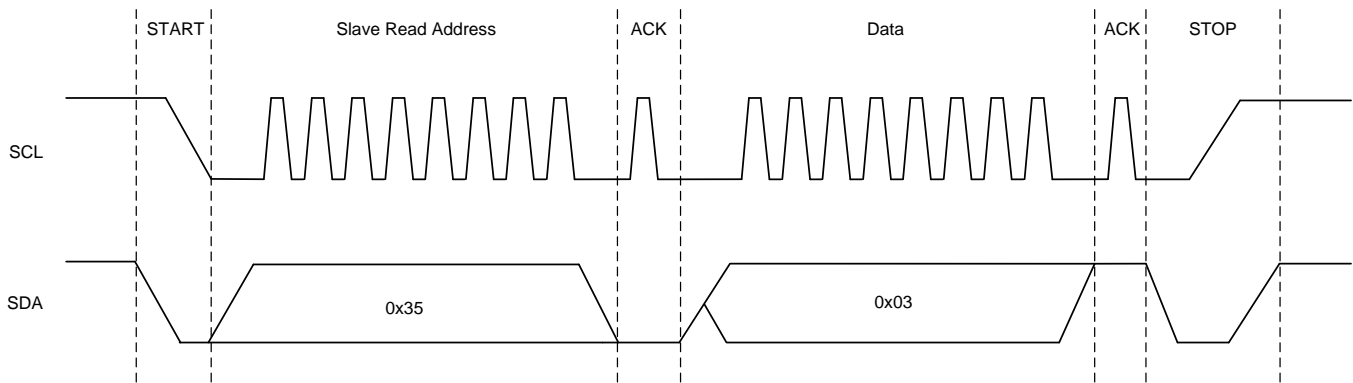 START Slave Read Address ACK Data ACK STOP
SCL
SDA 0x35 0x03